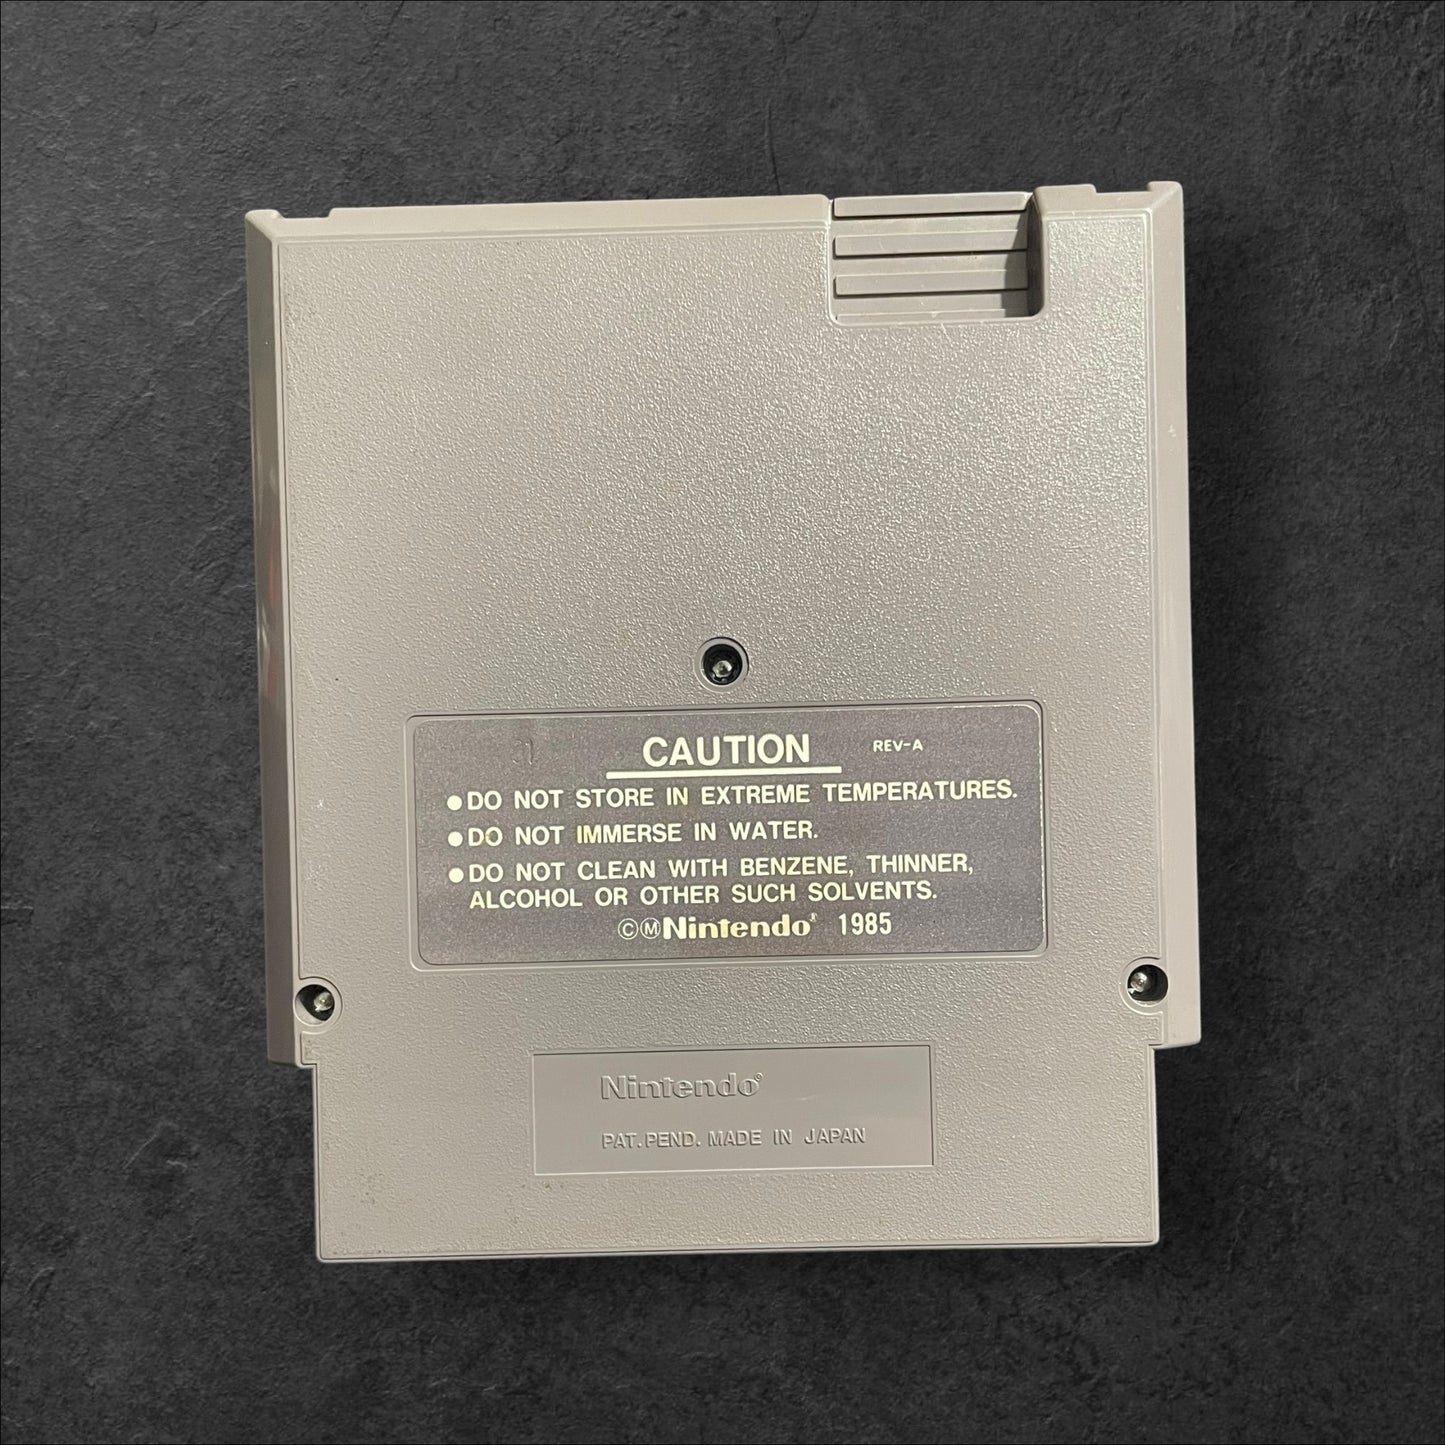 CAUTION REV-A
●DO NOT STORE IN EXTREME TEMPERATURES.
●DO NOT IMMERSE IN WATER.
●DO NOT CLEAN WITH BENZENE, THINNER,
ALCOHOL OR OTHER SUCH SOLVENTS.
©ⓂNintendo® 1985
Nintendo®
PAT. PEND. MADE IN JAPAN